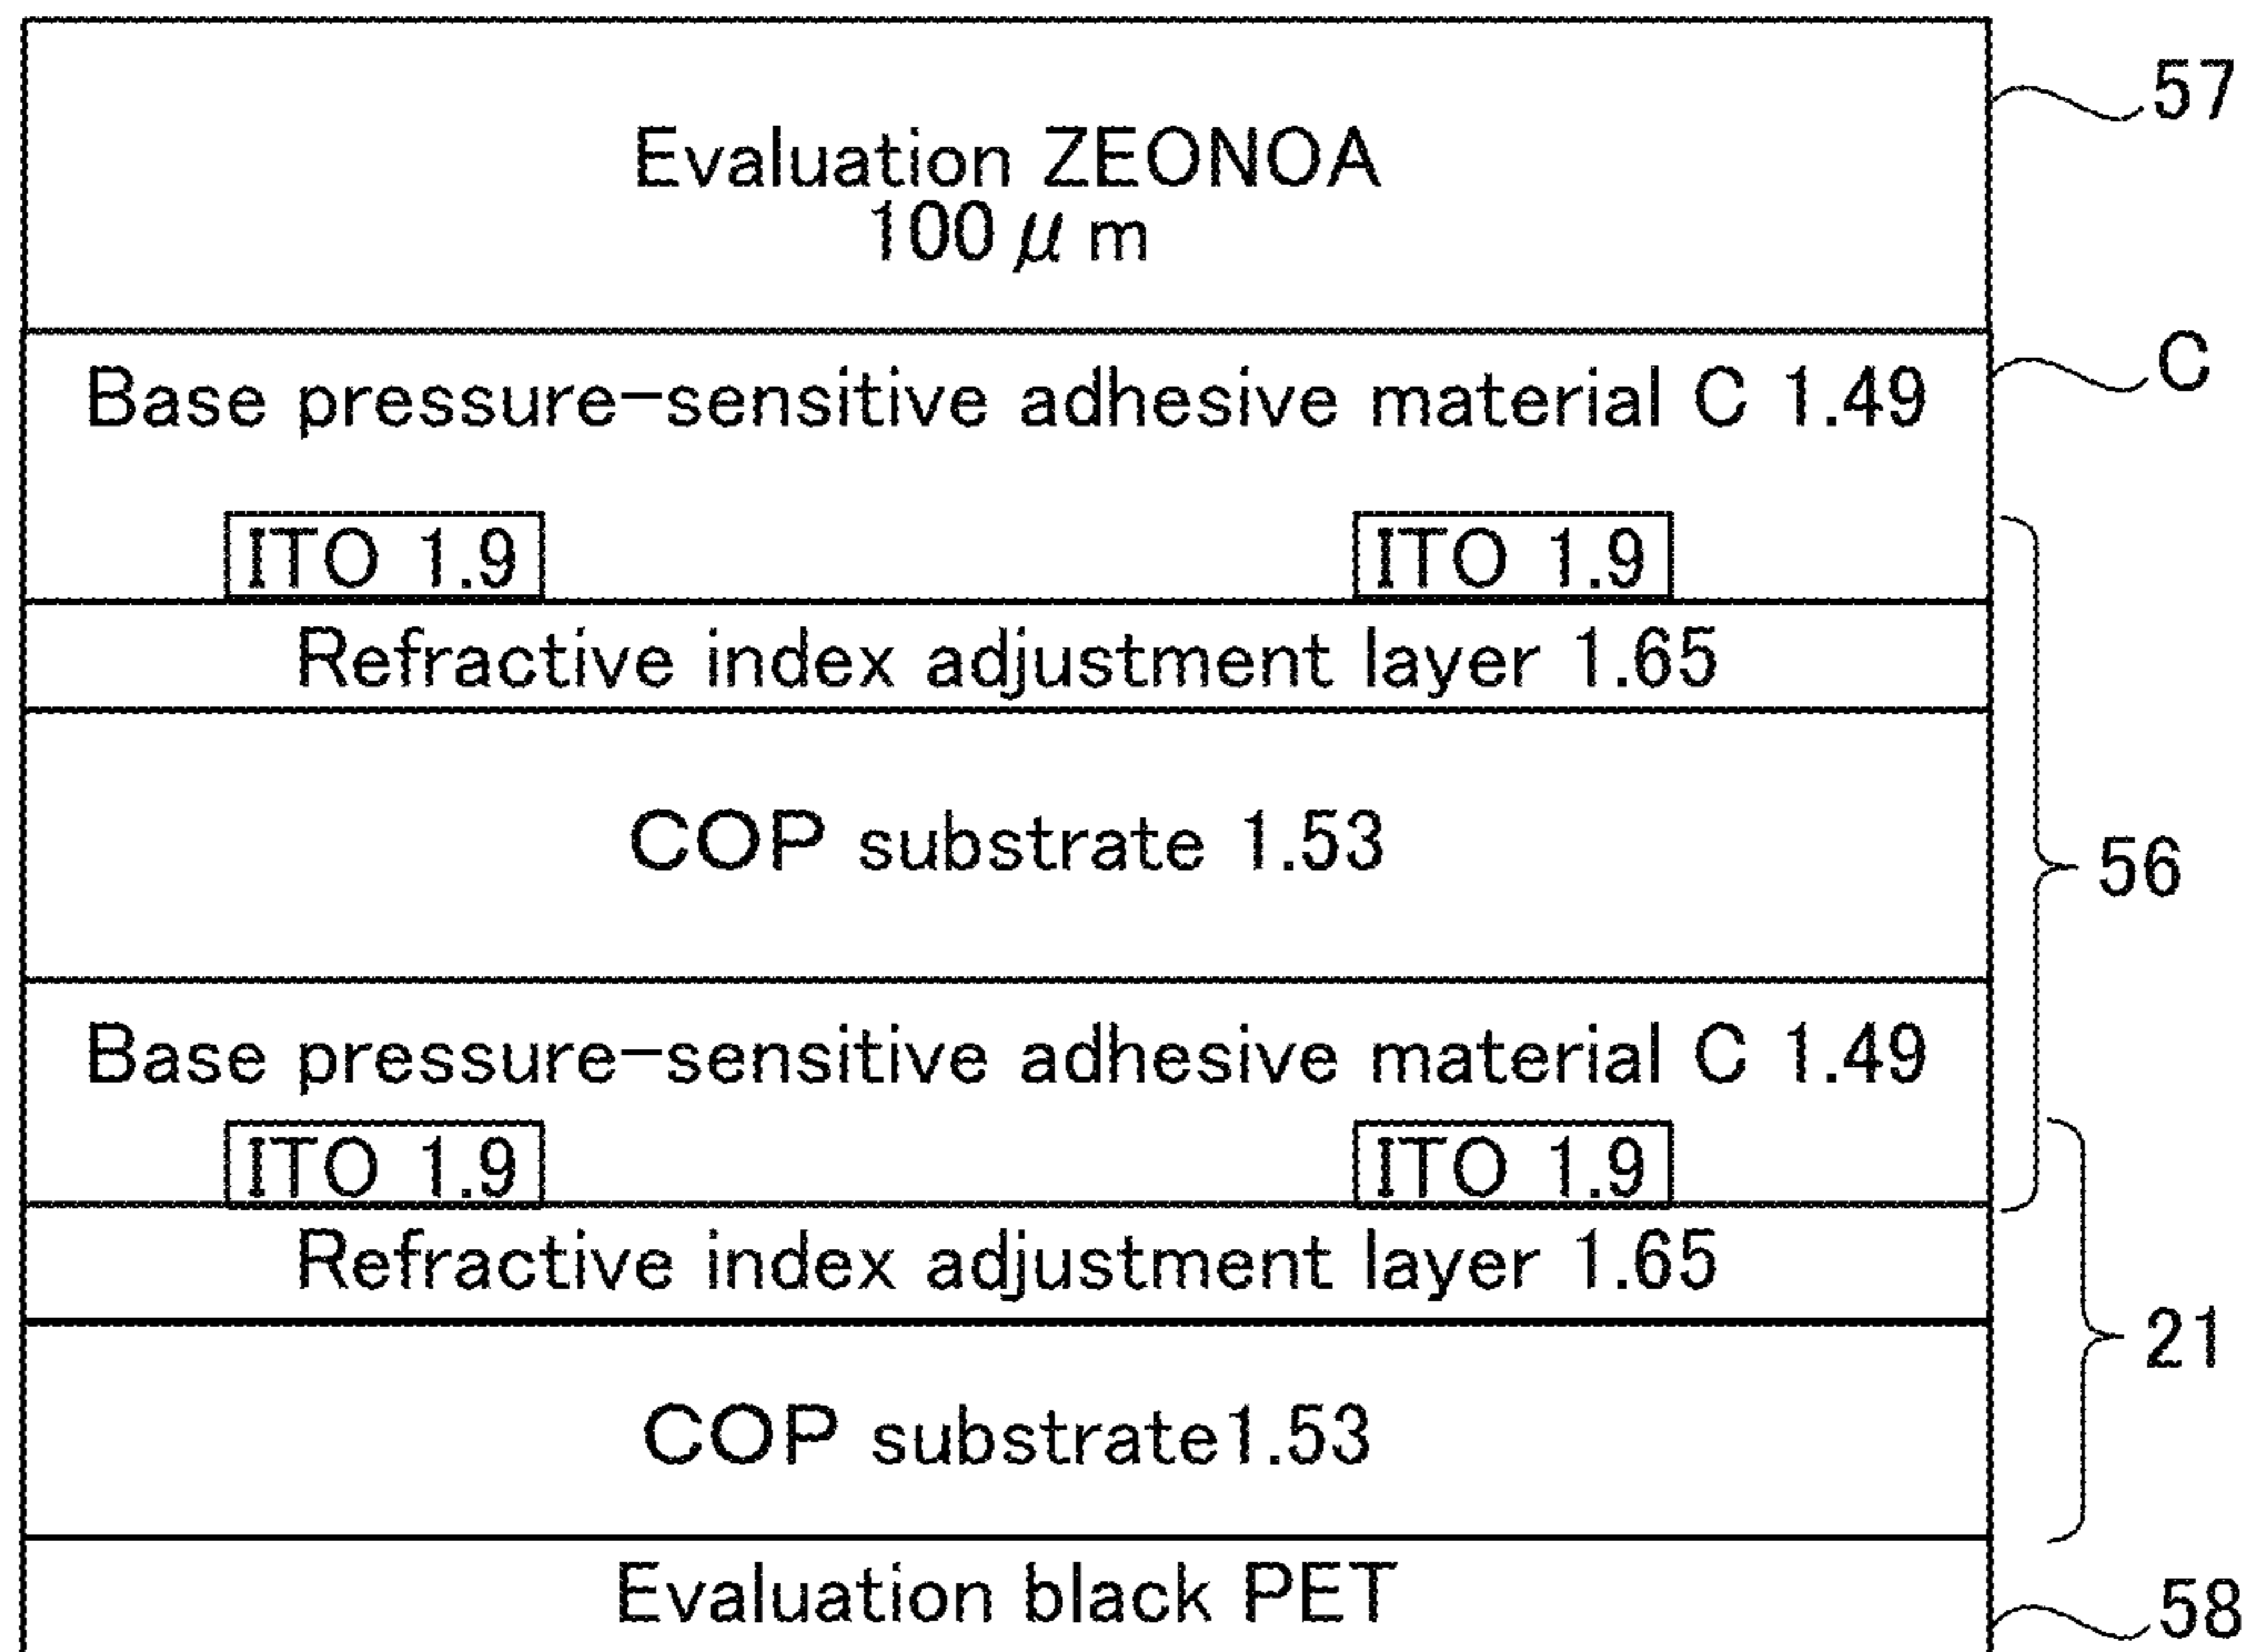 Evaluation ZEONOA
100μm
57
Base pressure-sensitive adhesive material C 1.49
C
ITO 1.9
ITO 1.9
Refractive index adjustment layer 1.65
COP substrate 1.53
56
Base pressure-sensitive adhesive material C 1.49
ITO 1.9
ITO 1.9
Refractive index adjustment layer 1.65
21
COP substrate1.53
Evaluation black PET
58